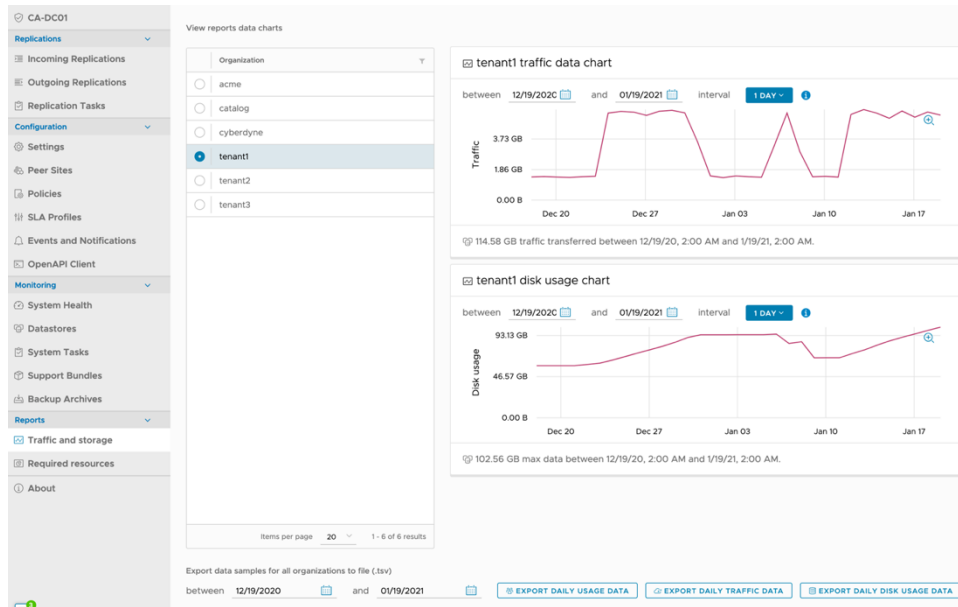 CA-DC01
Replications
Incoming Replications
Outgoing Replications
Replication Tasks
Configuration
Settings
Peer Sites
Policies
SLA Profiles
Events and Notifications
OpenAPI Client
Monitoring
System Health
Datastores
System Tasks
Support Bundles
Backup Archives
Reports
Traffic and storage
Required resources
About
3
View reports data charts
Organization
acme
catalog
cyberdyne
tenant1
tenant2
tenant3
Items per page 20 1 - 6 of 6 results
tenant1 traffic data chart
between 12/19/202C and 01/19/2021 interval 1 DAY
Traffic
3.73 GB
1.86 GB
0.00 B
Dec 20 Dec 27 Jan 03 Jan 10 Jan 17
114.58 GB traffic transferred between 12/19/20, 2:00 AM and 1/19/21, 2:00 AM.
tenant1 disk usage chart
between 12/19/202C and 01/19/2021 interval 1 DAY
Disk usage
93.13 GB
46.57 GB
0.00 B
Dec 20 Dec 27 Jan 03 Jan 10 Jan 17
102.56 GB max data between 12/19/20, 2:00 AM and 1/19/21, 2:00 AM.
Export data samples for all organizations to file (.tsv)
between 12/19/2020 and 01/19/2021 EXPORT DAILY USAGE DATA EXPORT DAILY TRAFFIC DATA EXPORT DAILY DISK USAGE DATA